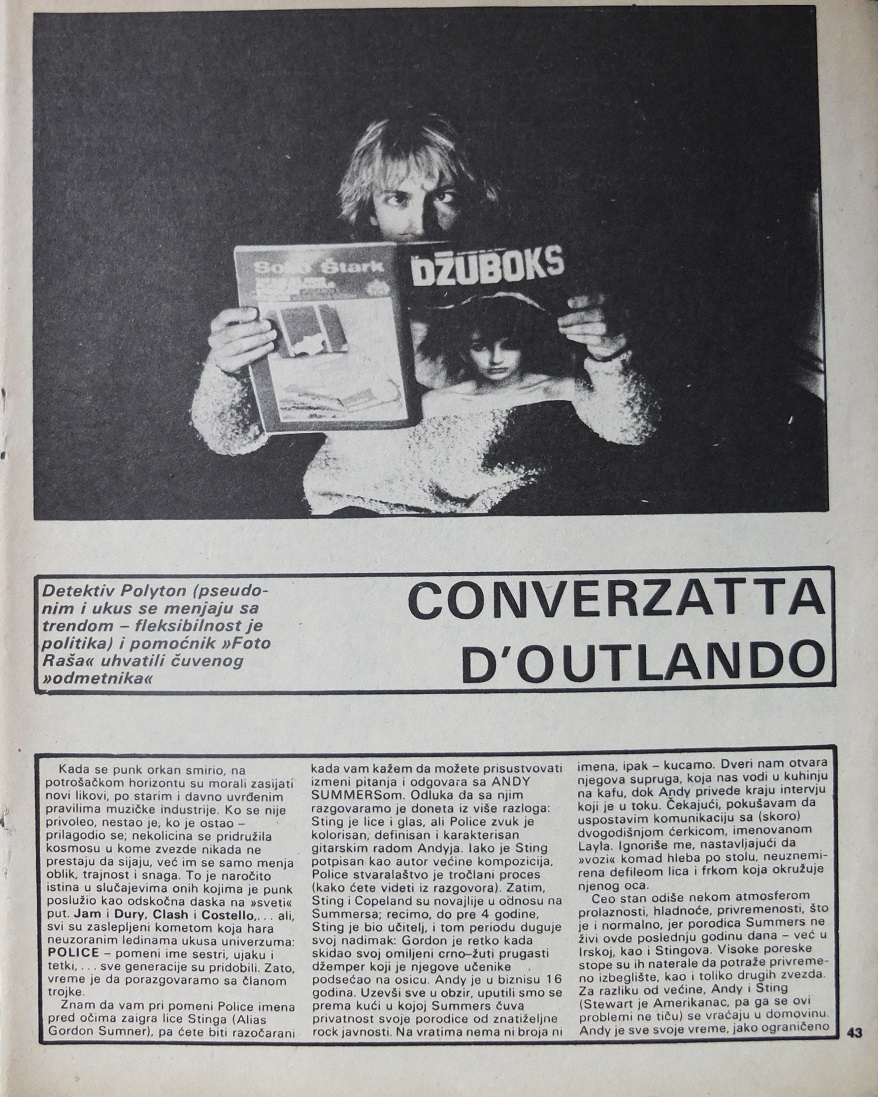 Soko Štark
DŽUBOKS
Detektiv Polyton (pseudo-
nim i ukus se menjaju sa
trendom – fleksibilnost je
politika) i pomoćnik »Foto
Raša« uhvatili čuvenog
»odmetnika«
CONVERZATTA
D'OUTLANDO
Kada se punk orkan smirio, na
potrošačkom horizontu su morali zasijati
novi likovi, po starim i davno uvrđenim
pravilima muzičke industrije. Ko se nije
privoleo, nestao je, ko je ostao –
prilagodio se; nekolicina se pridružila
kosmosu u kome zvezde nikada ne
prestaju da sijaju, već im se samo menja
oblik, trajnost i snaga. To je naročito
istina u slučajevima onih kojima je punk
poslužio kao odskočna daska na »sveti«
put. Jam i Dury, Clash i Costello,... ali,
svi su zaslepljeni kometom koja hara
neuzoranim ledinama ukusa univerzuma:
POLICE – pomeni ime sestri, ujaku i
tetki,... sve generacije su pridobili. Zato,
vreme je da porazgovaramo sa članom
trojke.
Znam da vam pri pomeni Police imena
pred očima zaigra lice Stinga (Alias
Gordon Sumner), pa ćete biti razočarani
kada vam kažem da možete prisustvovati
izmeni pitanja i odgovara sa ANDY
SUMMERSom. Odluka da sa njim
razgovaramo je doneta iz više razloga:
Sting je lice i glas, ali Police zvuk je
kolorisan, definisan i karakterisan
gitarskim radom Andyja. Iako je Sting
potpisan kao autor većine kompozicija,
Police stvaralaštvo je tročlani proces
(kako ćete videti iz razgovora). Zatim,
Sting i Copeland su novajlije u odnosu na
Summersa; recimo, do pre 4 godine,
Sting je bio učitelj, i tom periodu duguje
svoj nadimak: Gordon je retko kada
skidao svoj omiljeni crno–žuti prugasti
džemper koji je njegove učenike
podsećao na osicu. Andy je u biznisu 16
godina. Uzevši sve u obzir, uputili smo se
prema kući u kojoj Summers čuva
privatnost svoje porodice od znatiželjne
rock javnosti. Na vratima nema ni broja ni
imena, ipak – kucamo. Dveri nam otvara
njegova supruga, koja nas vodi u kuhinju
na kafu, dok Andy privede kraju intervju
koji je u toku. Čekajući, pokušavam da
uspostavim komunikaciju sa (skoro)
dvogodišnjom ćerkicom, imenovanom
Layla. Ignoriše me, nastavljajući da
»vozi« komad hleba po stolu, neuznemi-
rena defileom lica i frkom koja okružuje
njenog oca.
Ceo stan odiše nekom atmosferom
prolaznosti, hladnoće, privremenosti, što
je i normalno, jer porodica Summers ne
živi ovde poslednju godinu dana – već u
Irskoj, kao i Stingova. Visoke poreske
stope su ih naterale da potraže privreme-
no izbeglište, kao i toliko drugih zvezda.
Za razliku od većine, Andy i Sting
(Stewart je Amerikanac, pa ga se ovi
problemi ne tiču) se vraćaju u domovinu.
Andy je sve svoje vreme, jako ograničeno
43